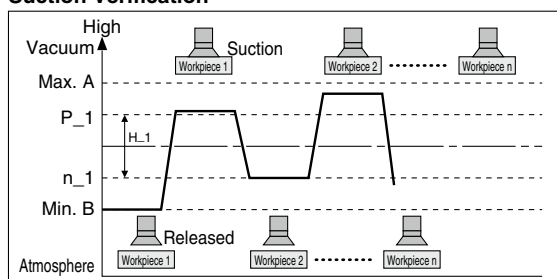 Suction Verification
High
Vacuum
Suction
Workpiece 1
Workpiece 2
Workpiece n
Max. A
P_1
H_1
n_1
Min. B
Released
Atmosphere
Workpiece 1
Workpiece 2
Workpiece n